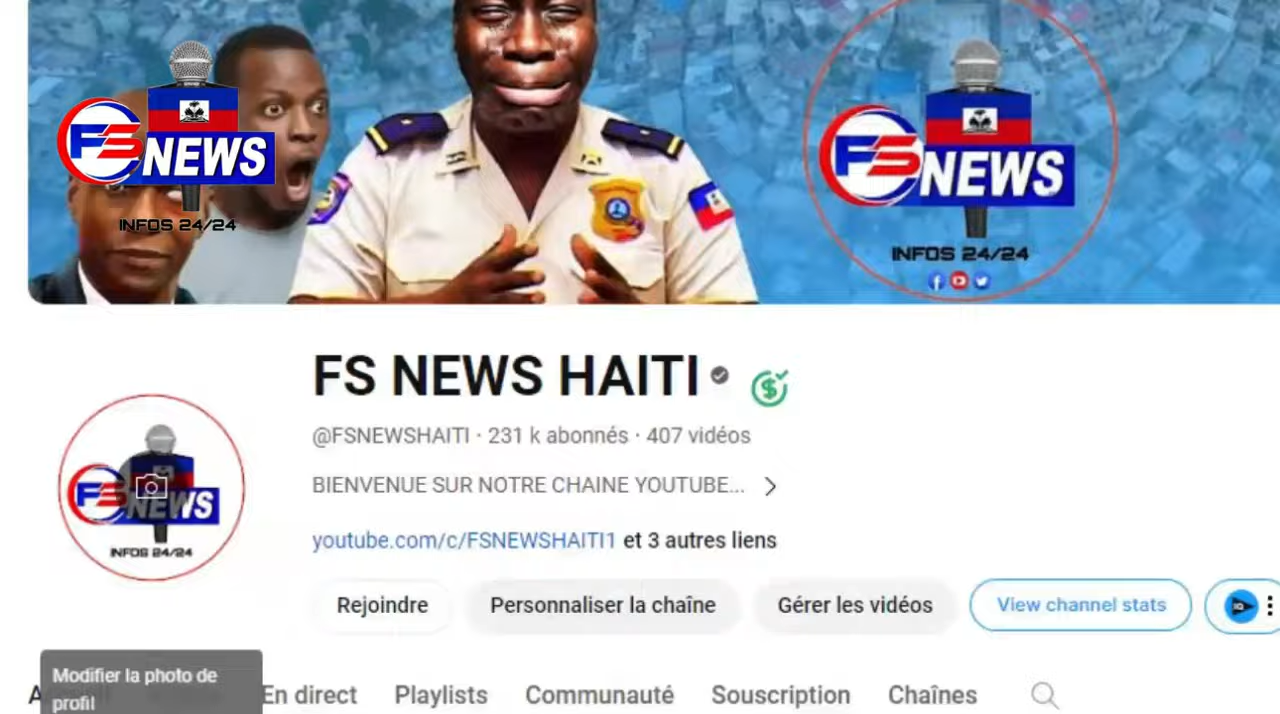 FS NEWS
INFOS 24/24
FS NEWS
INFOS 24/24
FS NEWS HAITI
@FSNEWSHAITI · 231 k abonnés · 407 vidéos
BIENVENUE SUR NOTRE CHAINE YOUTUBE...
youtube.com/c/FSNEWSHAITI1 et 3 autres liens
FS NEWS
INFOS 24/24
Rejoindre
Personnaliser la chaîne
Gérer les vidéos
View channel stats
IQ
Modifier la photo de
profil
En direct
Playlists
Communauté
Souscription
Chaînes